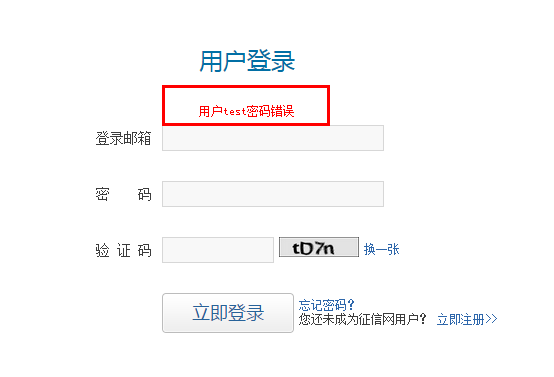 用户登录
用户test密码错误
登录邮箱
密 码
验 证 码 tD7n 换一张
立即登录 忘记密码?
您还未成为征信网用户? 立即注册>>